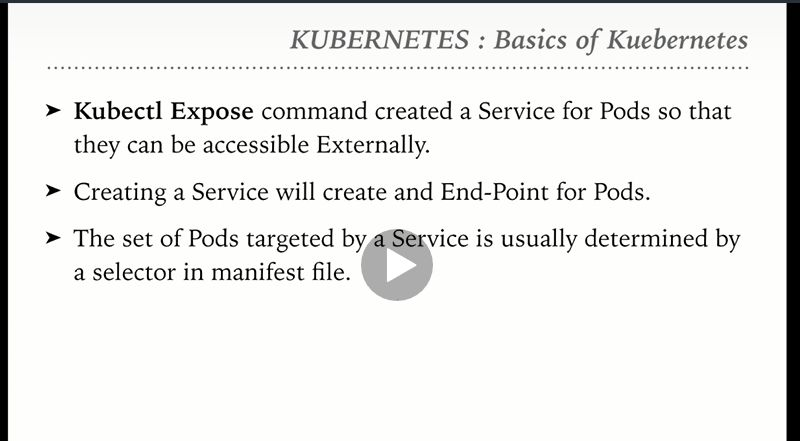 KUBERNETES : Basics of Kuebernetes
➤ Kubectl Expose command created a Service for Pods so that
they can be accessible Externally.
➤ Creating a Service will create and End-Point for Pods.
➤ The set of Pods targeted by a Service is usually determined by
a selector in manifest file.